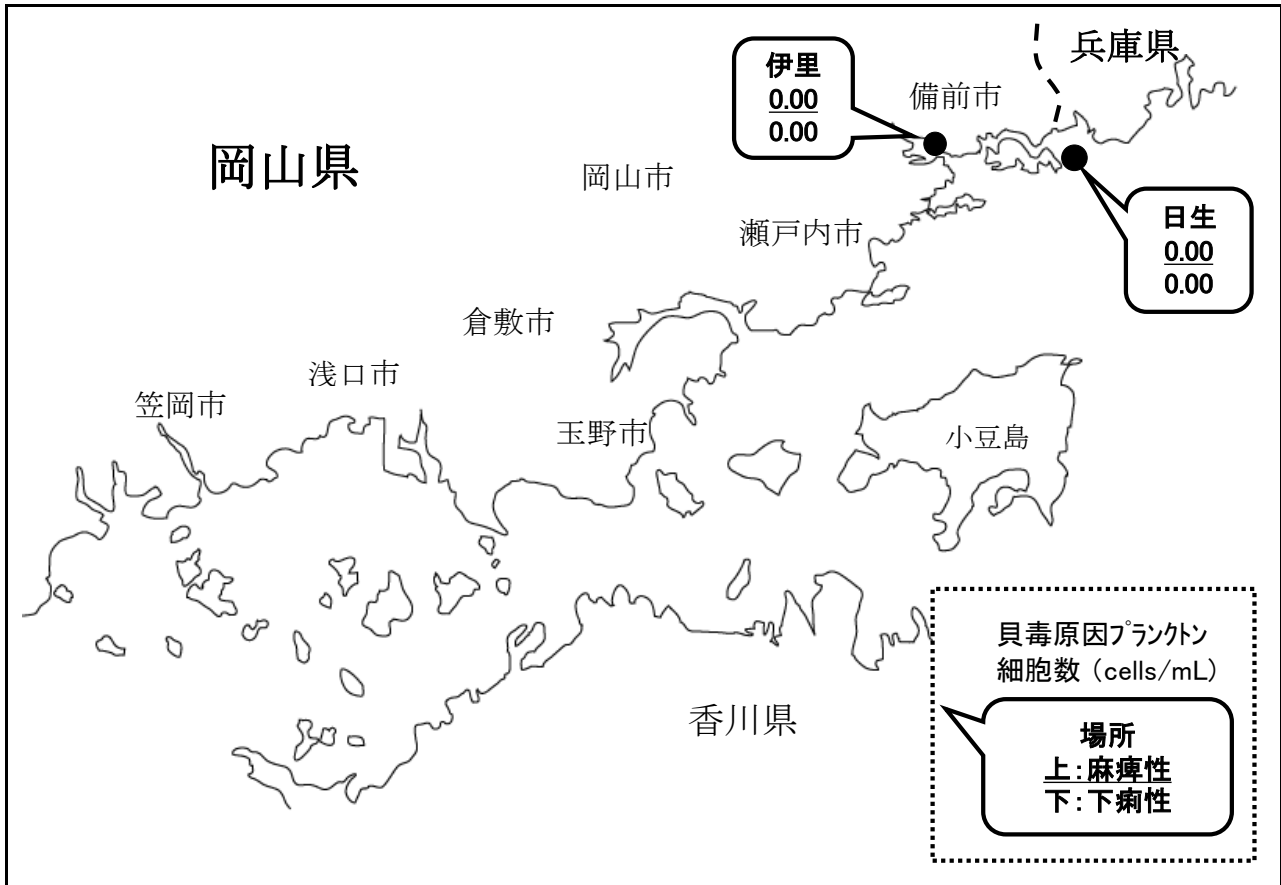 兵庫県
伊里
0.00
0.00
備前市
岡山県
岡山市
日生
0.00
0.00
瀬戸内市
倉敷市
浅口市
笠岡市
玉野市
小豆島
香川県
貝毒原因プランクトン
細胞数 (cells/mL)
場所
上:麻痺性
下:下痢性